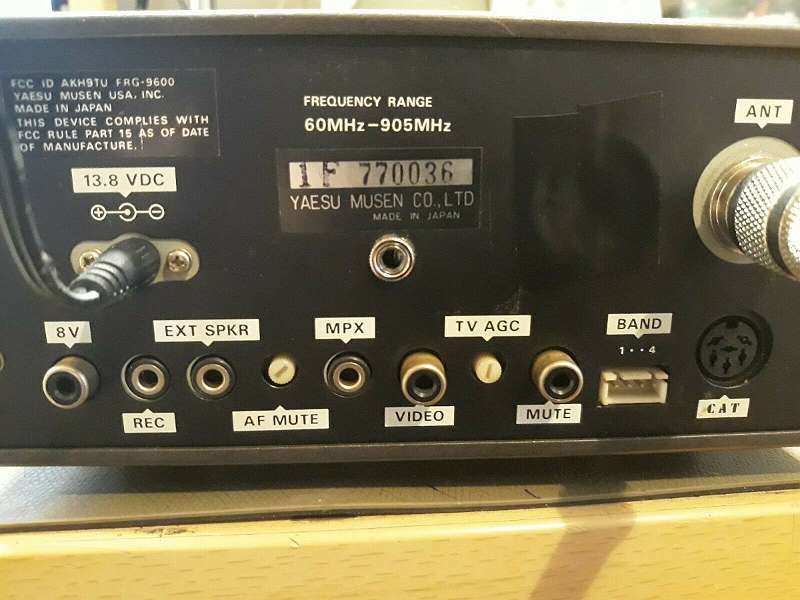 FCC ID AKH9TU FRG-9600
YAESU MUSEN USA, INC.
MADE IN JAPAN
THIS DEVICE COMPLIES WITH
FCC RULE PART 15 AS OF DATE
OF MANUFACTURE.
FREQUENCY RANGE
60MHz-905MHz
1F 770036
YAESU MUSEN CO.,LTD
MADE IN JAPAN
ANT
13.8 VDC
8V
EXT SPKR
MPX
TV AGC
BAND
1··4
REC
AF MUTE
VIDEO
MUTE
CAT